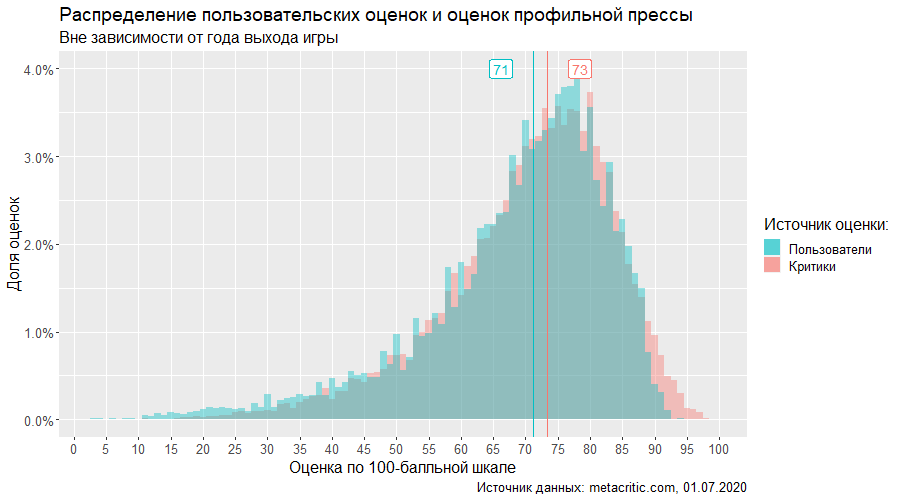 Распределение пользовательских оценок и оценок профильной прессы
Вне зависимости от года выхода игры
71 73
4.0%
3.0%
2.0%
1.0%
0.0%
Доля оценок
0 5 10 15 20 25 30 35 40 45 50 55 60 65 70 75 80 85 90 95 100
Оценка по 100-балльной шкале
Источник оценки:
Пользователи
Критики
Источник данных: metacritic.com, 01.07.2020